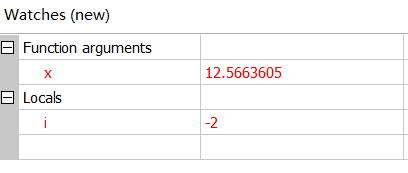 Watches (new)
Function arguments
x 12.5663605
Locals
i -2